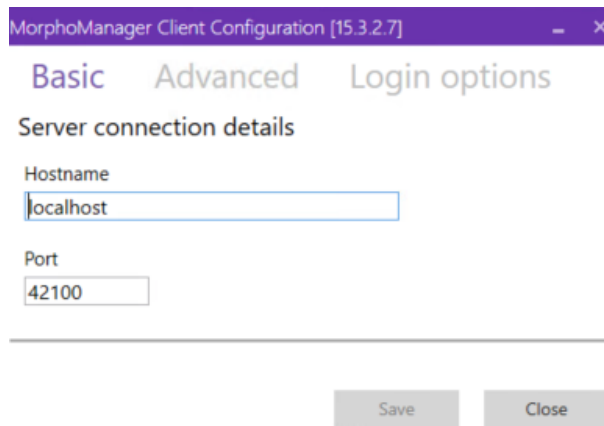 MorphoManager Client Configuration [15.3.2.7]
Basic Advanced Login options
Server connection details
Hostname
localhost
Port
42100
Save Close